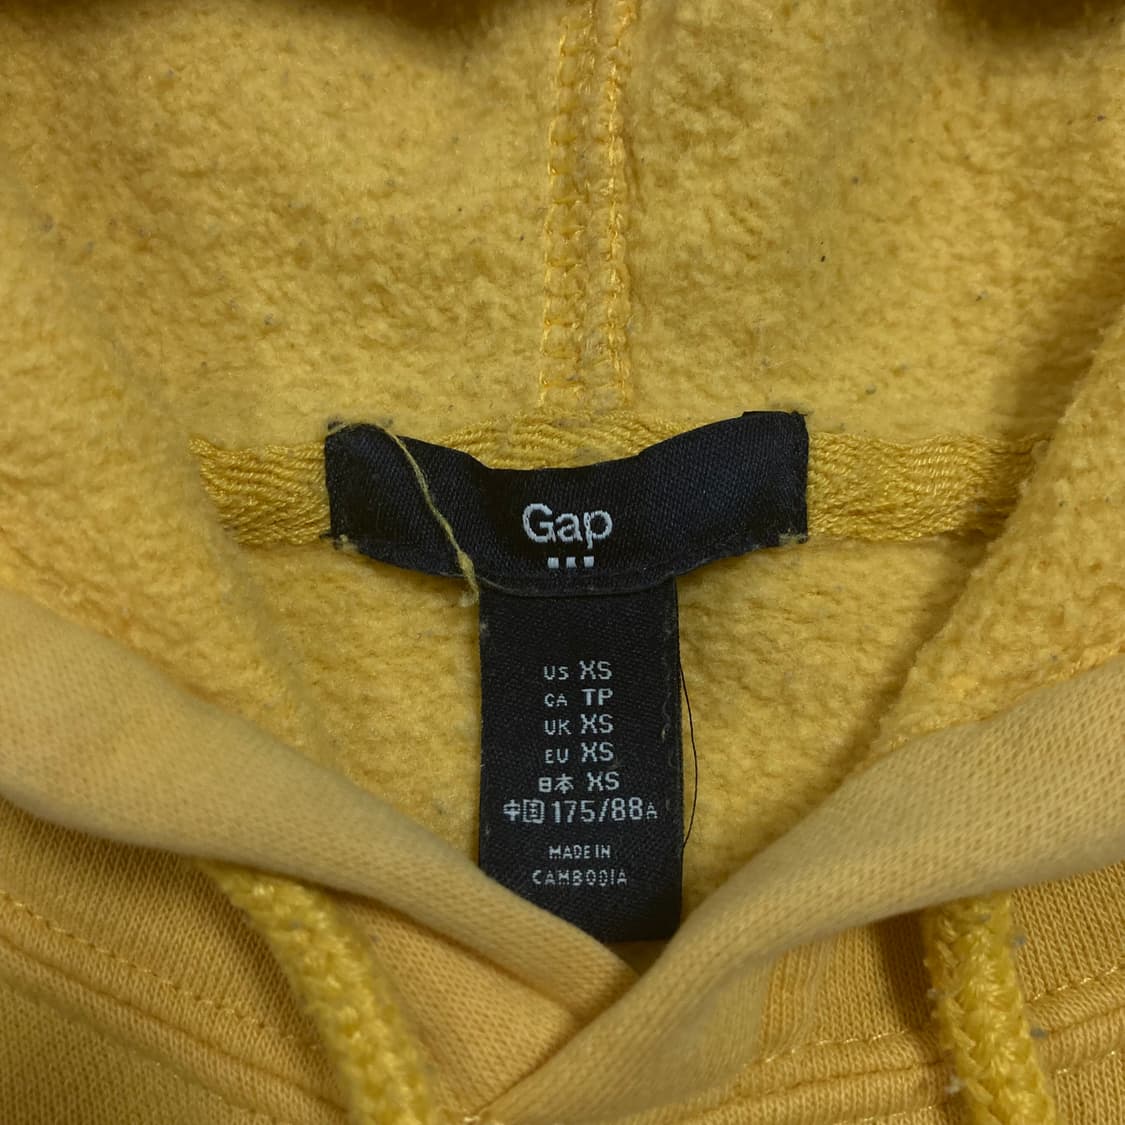 Gap
US XS
CA TP
UK XS
EU XS
日本 XS
中国 175/88A
MADE IN
CAMBODIA